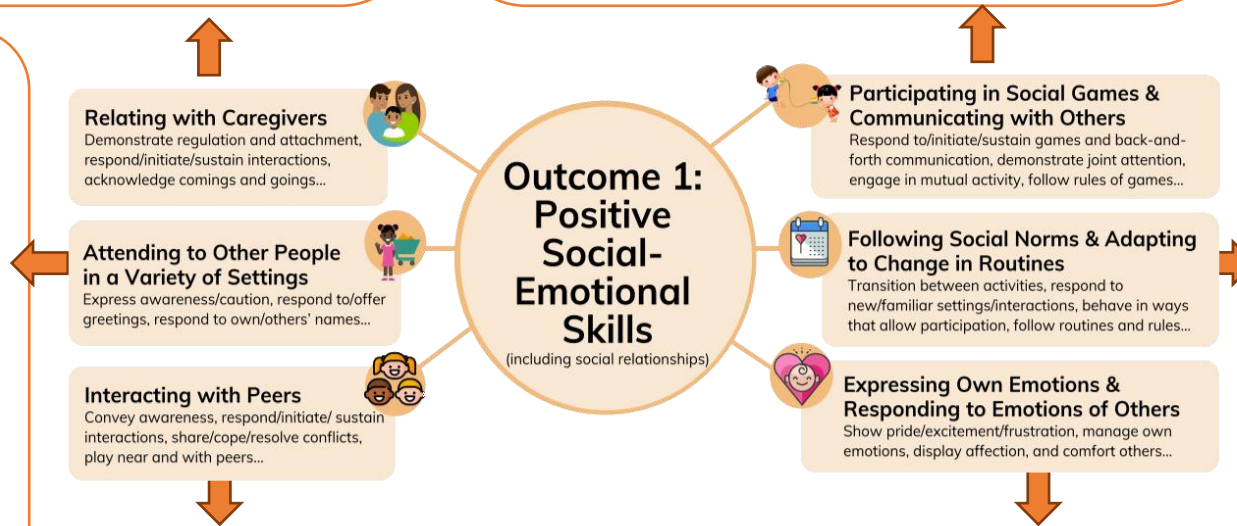 Relating with Caregivers
Demonstrate regulation and attachment,
respond/initiate/sustain interactions,
acknowledge comings and goings...
Attending to Other People
in a Variety of Settings
Express awareness/caution, respond to/offer
greetings, respond to own/others' names...
Interacting with Peers
Convey awareness, respond/initiate/ sustain
interactions, share/cope/resolve conflicts,
play near and with peers...
Outcome 1:
Positive
Social-
Emotional
Skills
(including social relationships)
Participating in Social Games &
Communicating with Others
Respond to/initiate/sustain games and back-and-
forth communication, demonstrate joint attention,
engage in mutual activity, follow rules of games...
Following Social Norms & Adapting
to Change in Routines
Transition between activities, respond to
new/familiar settings/interactions, behave in ways
that allow participation, follow routines and rules...
Expressing Own Emotions &
Responding to Emotions of Others
Show pride/excitement/frustration, manage own
emotions, display affection, and comfort others...